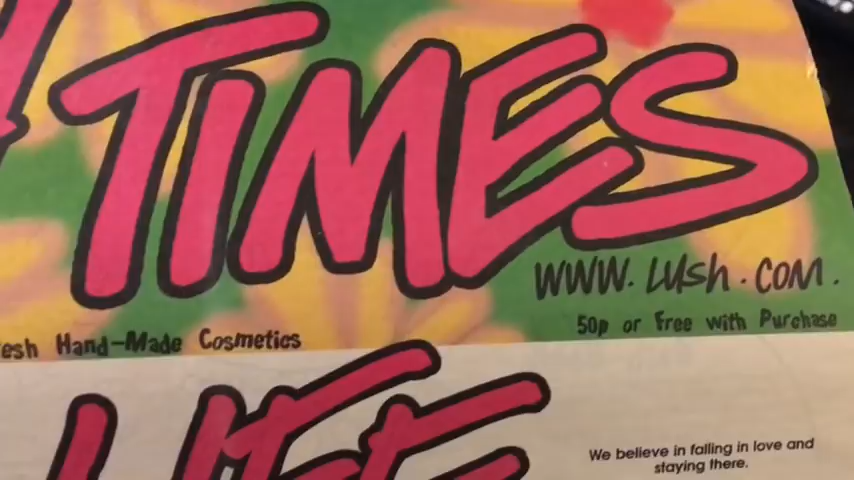 TIMES
WWW. Lush. COM.
50p or Free with Purchase
Hand-Made Cosmetics
We believe in falling in love and
staying there.